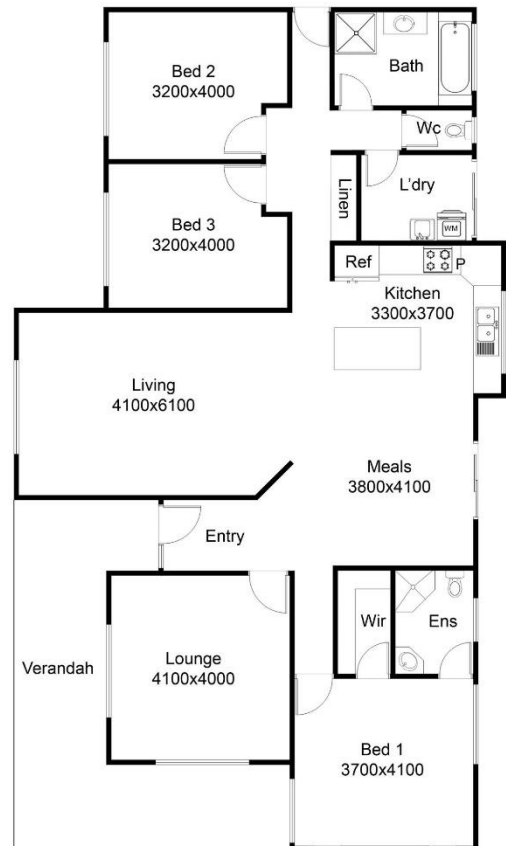 Bed 2
3200x4000
Bath
Wc
Bed 3
3200x4000
Linen
L'dry
WM
Ref
P
Kitchen
3300x3700
Living
4100x6100
Meals
3800x4100
Entry
Verandah
Lounge
4100x4000
Wir
Ens
Bed 1
3700x4100